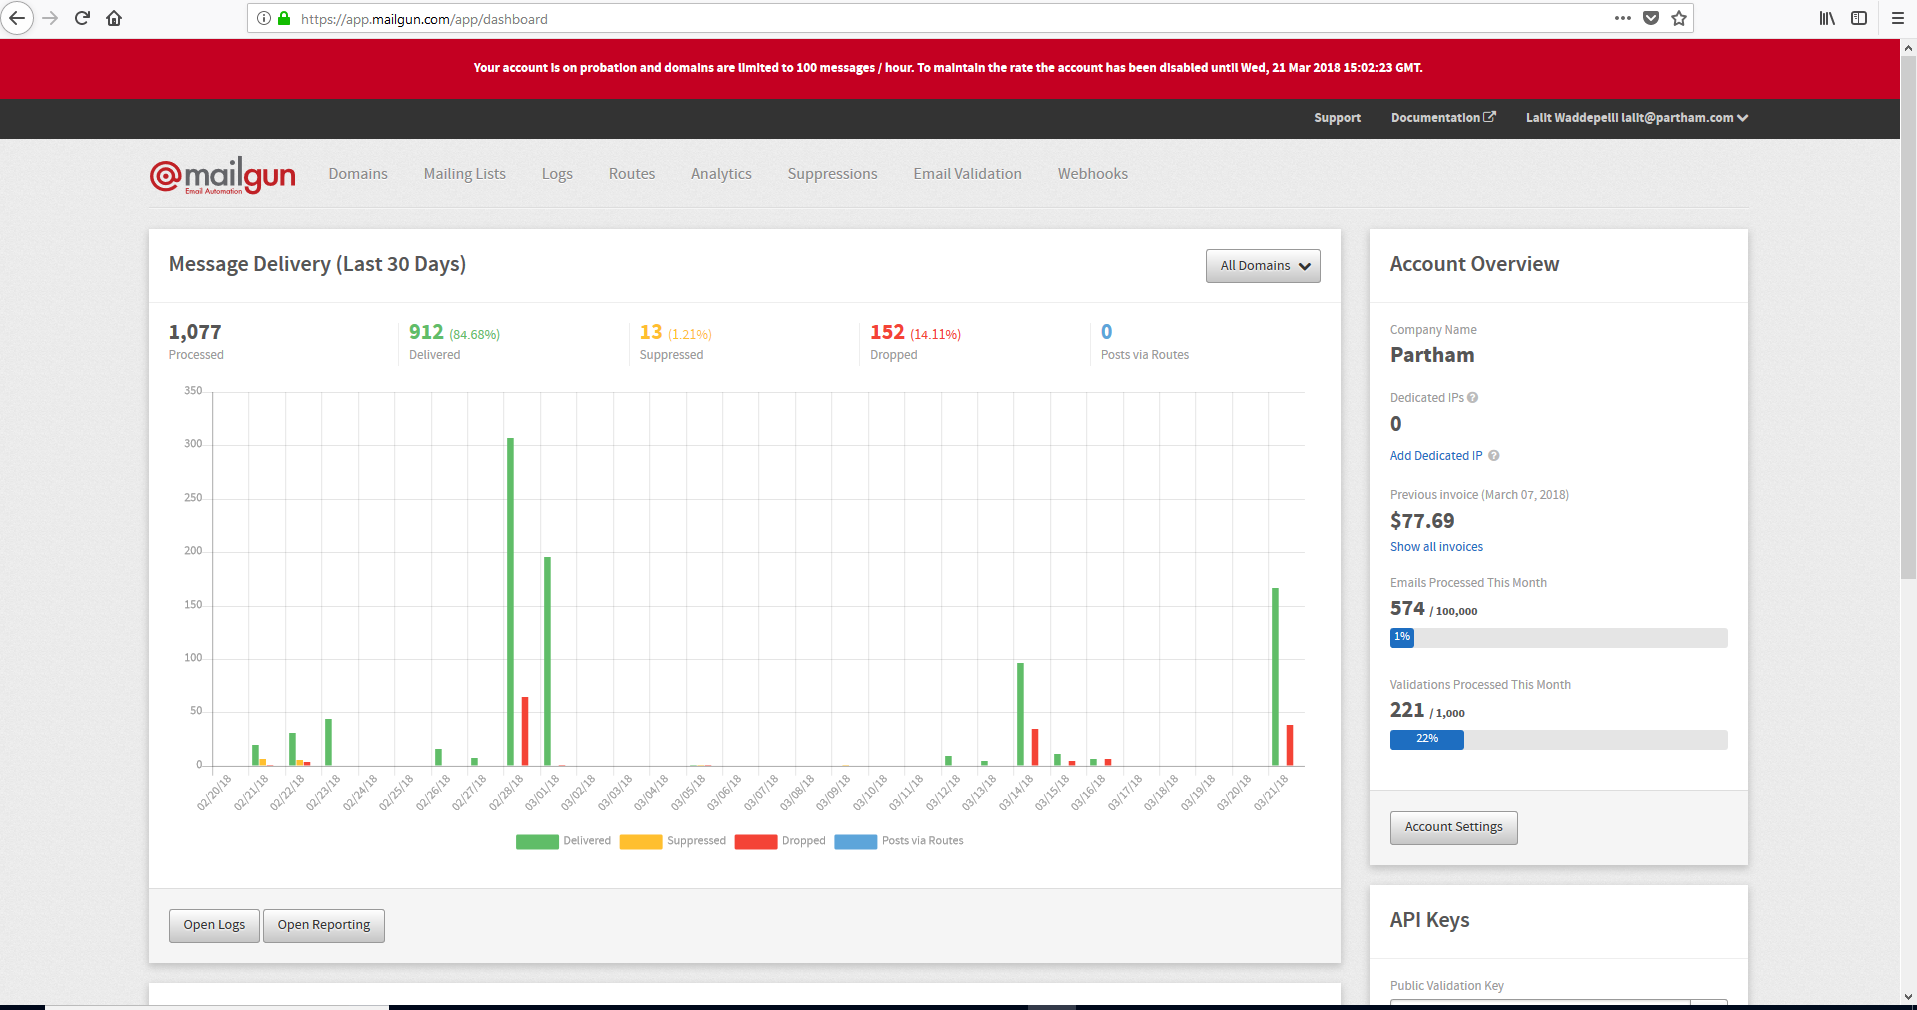 https://app.mailgun.com/app/dashboard
Your account is on probation and domains are limited to 100 messages / hour. To maintain the rate the account has been disabled until Wed, 21 Mar 2018 15:02:23 GMT.
Support Documentation Lalit Waddepelli lalit@partham.com
@mailgun Domains Mailing Lists Logs Routes Analytics Suppressions Email Validation Webhooks
Email Automation
Message Delivery (Last 30 Days) All Domains
1,077 912 (84.68%) 13 (1.21%) 152 (14.11%) 0
Processed Delivered Suppressed Dropped Posts via Routes
350
300
250
200
150
100
50
0
02/20/18 02/21/18 02/22/18 02/23/18 02/24/18 02/25/18 02/26/18 02/27/18 02/28/18 03/01/18 03/02/18 03/03/18 03/04/18 03/05/18 03/06/18 03/07/18 03/08/18 03/09/18 03/10/18 03/11/18 03/12/18 03/13/18 03/14/18 03/15/18 03/16/18 03/17/18 03/18/18 03/19/18 03/20/18 03/21/18
Delivered Suppressed Dropped Posts via Routes
Open Logs Open Reporting
Account Overview
Company Name
Partham
Dedicated IPs ?
0
Add Dedicated IP ?
Previous invoice (March 07, 2018)
$77.69
Show all invoices
Emails Processed This Month
574 / 100,000
1%
Validations Processed This Month
221 / 1,000
22%
Account Settings
API Keys
Public Validation Key